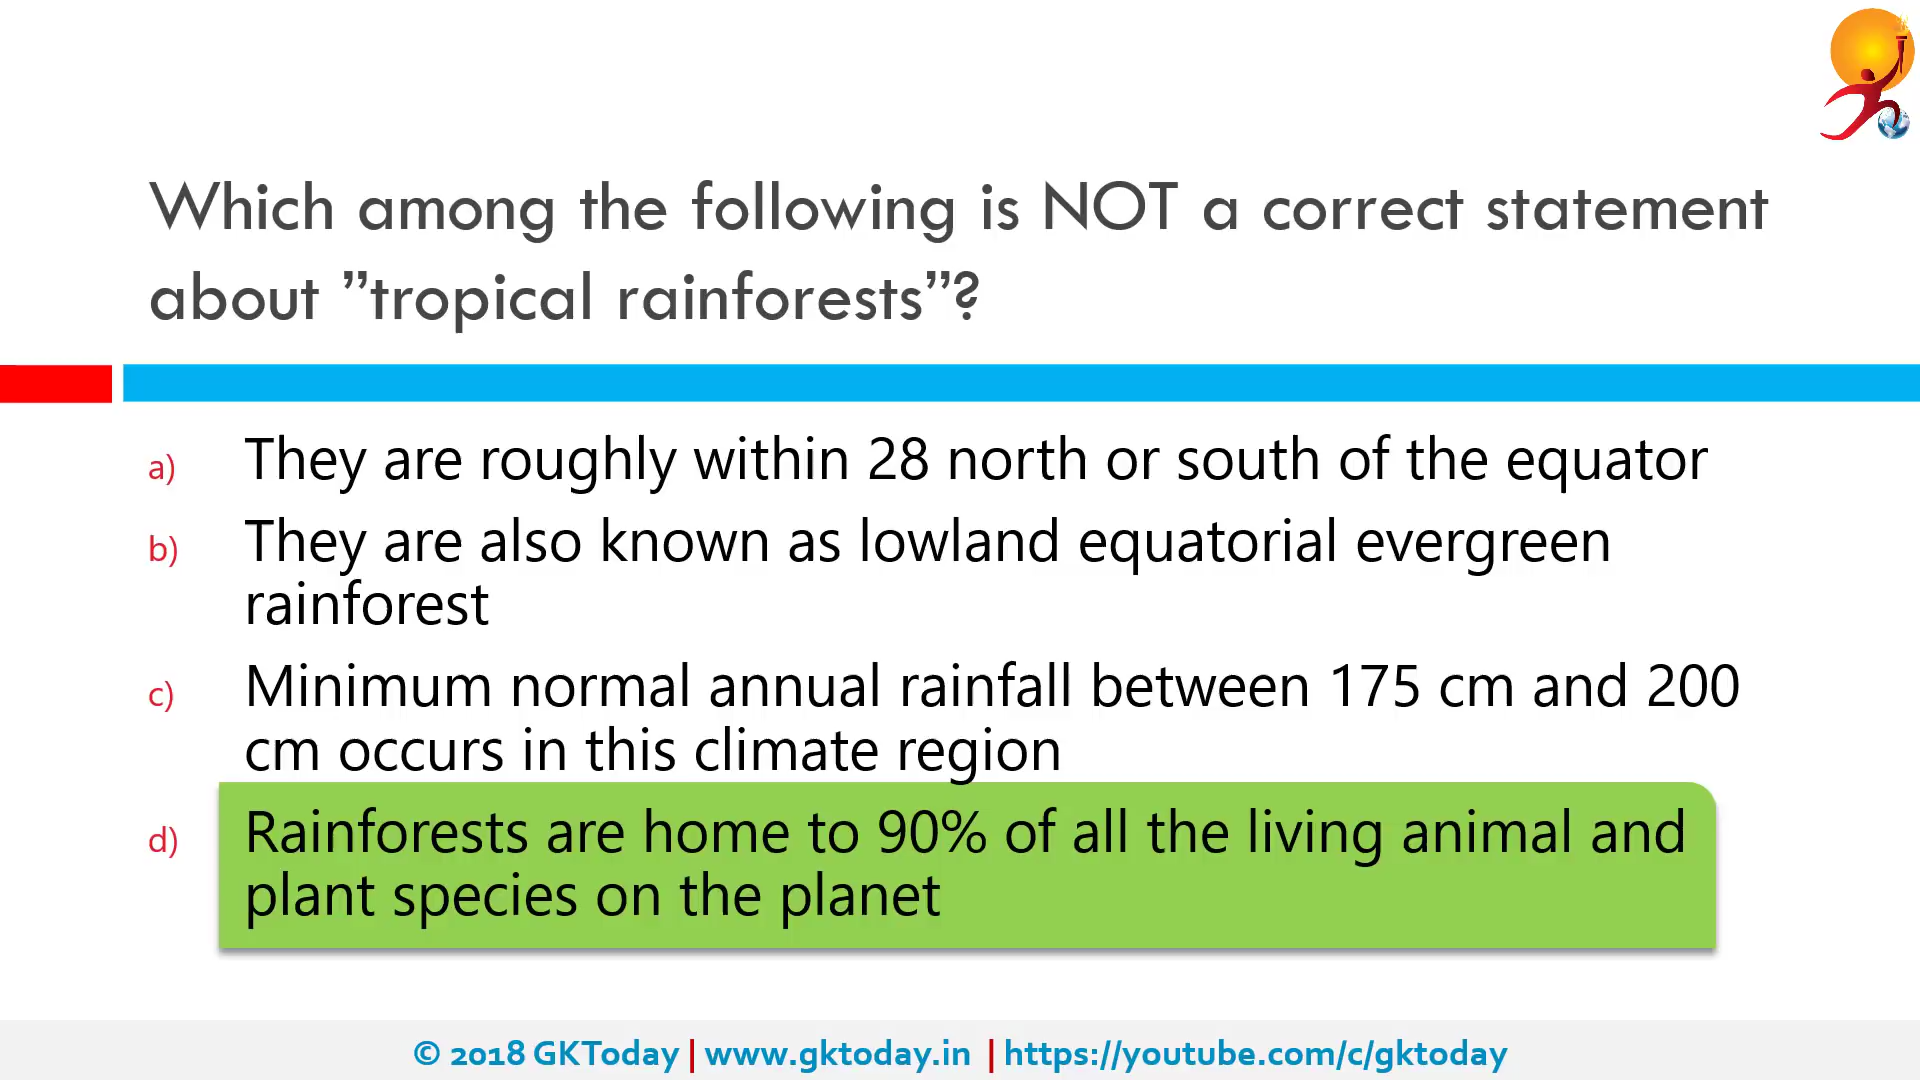 Which among the following is NOT a correct statement
about ”tropical rainforests”?
a) They are roughly within 28 north or south of the equator
b) They are also known as lowland equatorial evergreen
rainforest
c) Minimum normal annual rainfall between 175 cm and 200
cm occurs in this climate region
d) Rainforests are home to 90% of all the living animal and
plant species on the planet
© 2018 GKToday | www.gktoday.in | https://youtube.com/c/gktoday